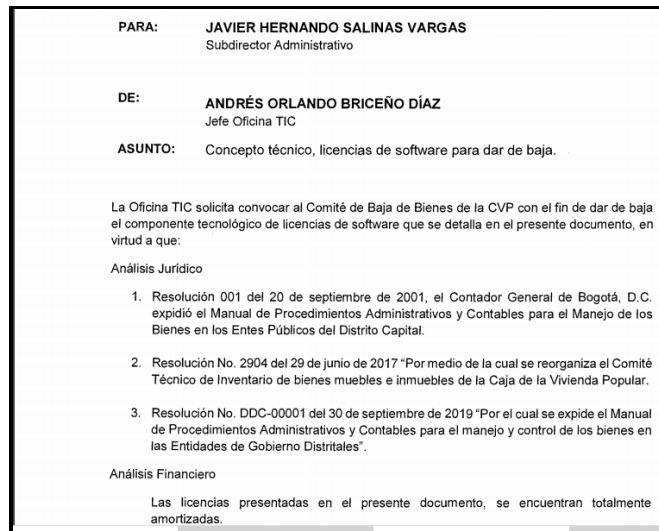 PARA: JAVIER HERNANDO SALINAS VARGAS
Subdirector Administrativo
DE: ANDRÉS ORLANDO BRICEÑO DÍAZ
Jefe Oficina TIC
ASUNTO: Concepto técnico, licencias de software para dar de baja.
La Oficina TIC solicita convocar al Comité de Baja de Bienes de la CVP con el fin de dar de baja
el componente tecnológico de licencias de software que se detalla en el presente documento, en
virtud a que:
Análisis Jurídico
1. Resolución 001 del 20 de septiembre de 2001, el Contador General de Bogotá, D.C.
expidió el Manual de Procedimientos Administrativos y Contables para el Manejo de los
Bienes en los Entes Públicos del Distrito Capital.
2. Resolución No. 2904 del 29 de junio de 2017 “Por medio de la cual se reorganiza el Comité
Técnico de Inventario de bienes muebles e inmuebles de la Caja de la Vivienda Popular.
3. Resolución No. DDC-00001 del 30 de septiembre de 2019 “Por el cual se expide el Manual
de Procedimientos Administrativos y Contables para el manejo y control de los bienes en
las Entidades de Gobierno Distritales”.
Análisis Financiero
Las licencias presentadas en el presente documento, se encuentran totalmente
amortizadas.